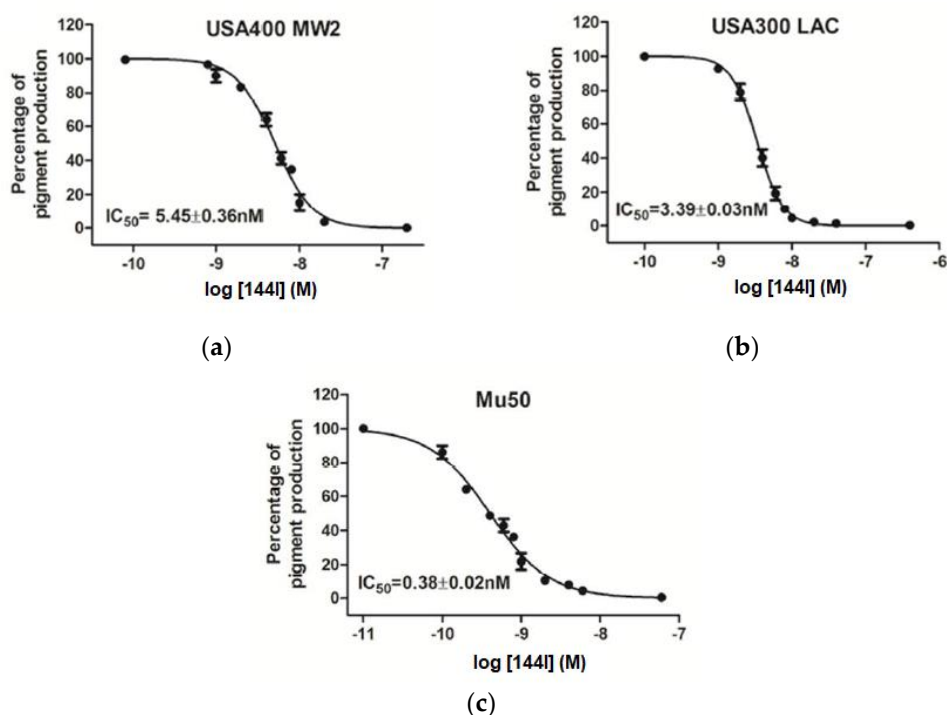 USA400 MW2
120
100
80
60
40
20
0
Percentage of
pigment production
IC50= 5.45±0.36nM
-10
-9
-8
-7
log [144l] (M)
(a)
USA300 LAC
120
100
80
60
40
20
0
Percentage of
pigment production
IC50=3.39±0.03nM
-10
-9
-8
-7
-6
log [144l] (M)
(b)
Mu50
120
100
80
60
40
20
0
Percentage of
pigment production
IC50=0.38±0.02nM
-11
-10
-9
-8
-7
log [144l] (M)
(c)